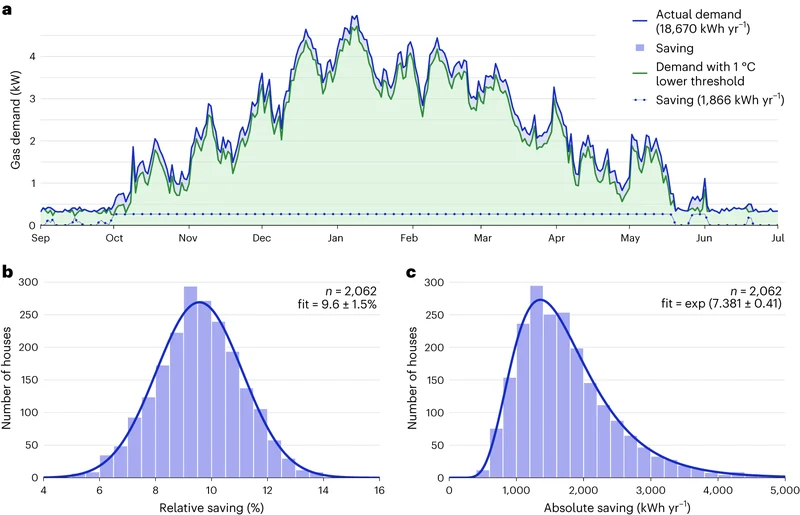 a
Actual demand
(18,670 kWh yr⁻¹)
Saving
Demand with 1 °C
lower threshold
Saving (1,866 kWh yr⁻¹)
Gas demand (kW)
4
3
2
1
0
Sep Oct Nov Dec Jan Feb Mar Apr May Jun Jul
b
n = 2,062
fit = 9.6 ± 1.5%
Number of houses
300
250
200
150
100
50
0
4 6 8 10 12 14 16
Relative saving (%)
c
n = 2,062
fit = exp (7.381 ± 0.41)
Number of houses
300
250
200
150
100
50
0
0 1,000 2,000 3,000 4,000 5,000
Absolute saving (kWh yr⁻¹)